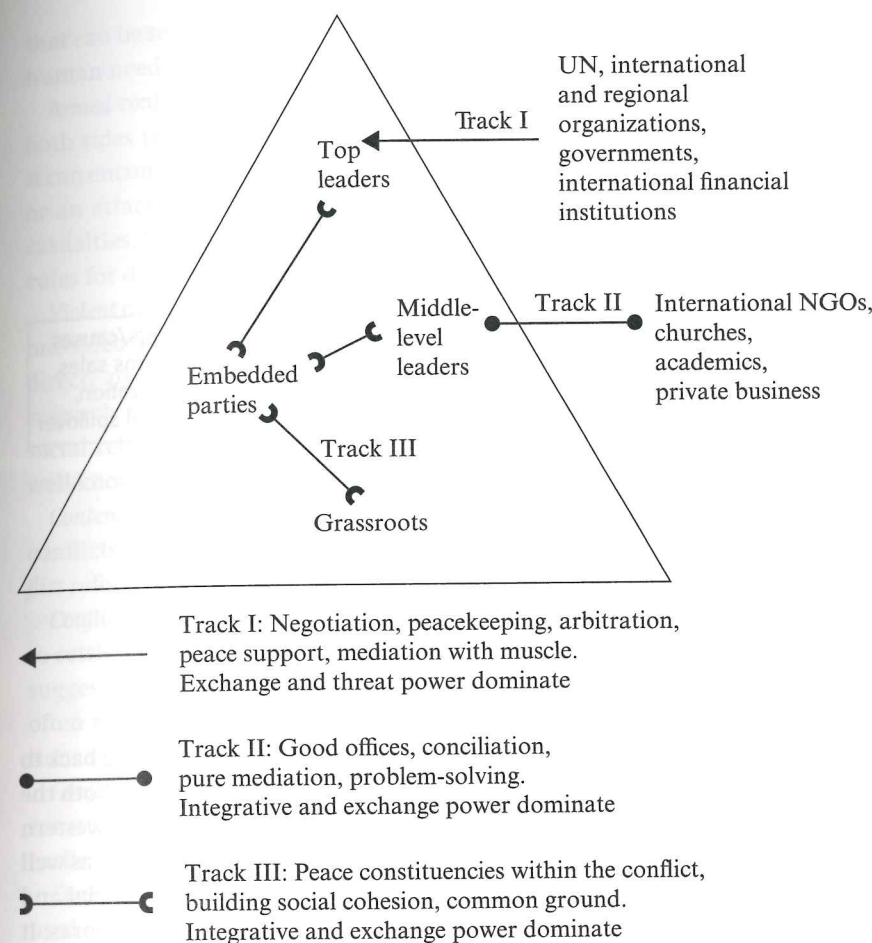 UN, international
and regional
organizations,
governments,
international financial
institutions
Track I
Top
leaders
Middle-
level
leaders
Track II
International NGOs,
churches,
academics,
private business
Embedded
parties
Track III
Grassroots
Track I: Negotiation, peacekeeping, arbitration,
peace support, mediation with muscle.
Exchange and threat power dominate
Track II: Good offices, conciliation,
pure mediation, problem-solving.
Integrative and exchange power dominate
Track III: Peace constituencies within the conflict,
building social cohesion, common ground.
Integrative and exchange power dominate